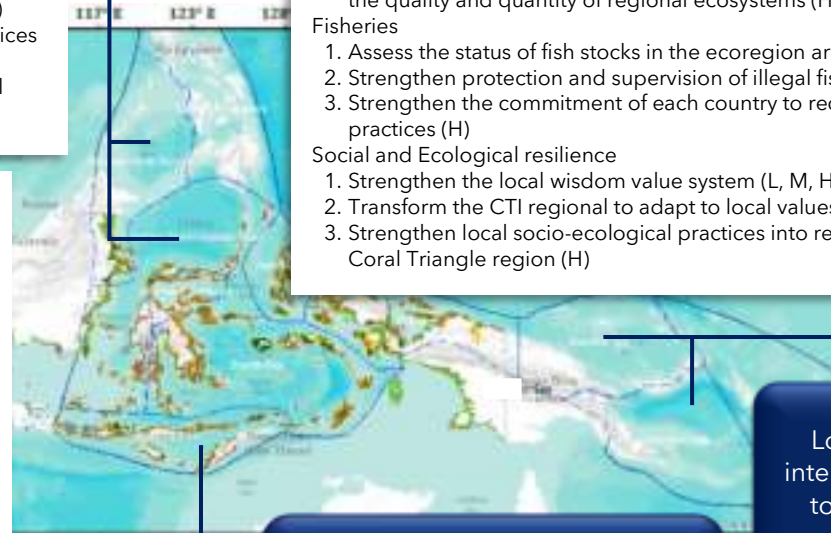 113° E 123° E
ices
the quality and quantity of regional ecosystems (H
Fisheries
1. Assess the status of fish stocks in the ecoregion ar
2. Strengthen protection and supervision of illegal fis
3. Strengthen the commitment of each country to red
practices (H)
Social and Ecological resilience
1. Strengthen the local wisdom value system (L, M, H
2. Transform the CTI regional to adapt to local values
3. Strengthen local socio-ecological practices into re
Coral Triangle region (H)
Lo
inte
to